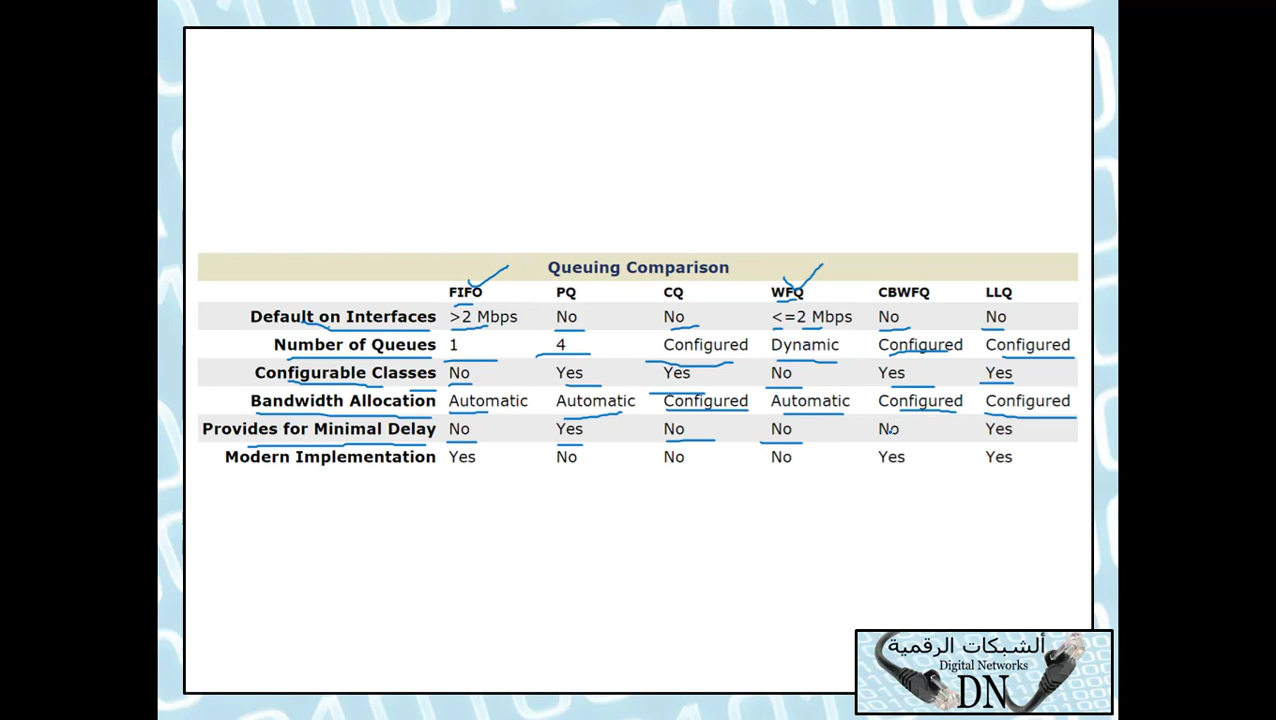 Queuing Comparison
FIFO PQ CQ WFQ CBWFQ LLQ
Default on Interfaces >2 Mbps No No <=2 Mbps No No
Number of Queues 1 4 Configured Dynamic Configured Configured
Configurable Classes No Yes Yes No Yes Yes
Bandwidth Allocation Automatic Automatic Configured Automatic Configured Configured
Provides for Minimal Delay No Yes No No No Yes
Modern Implementation Yes No No No Yes Yes
ألشبكات الرقمية
Digital Networks
DN